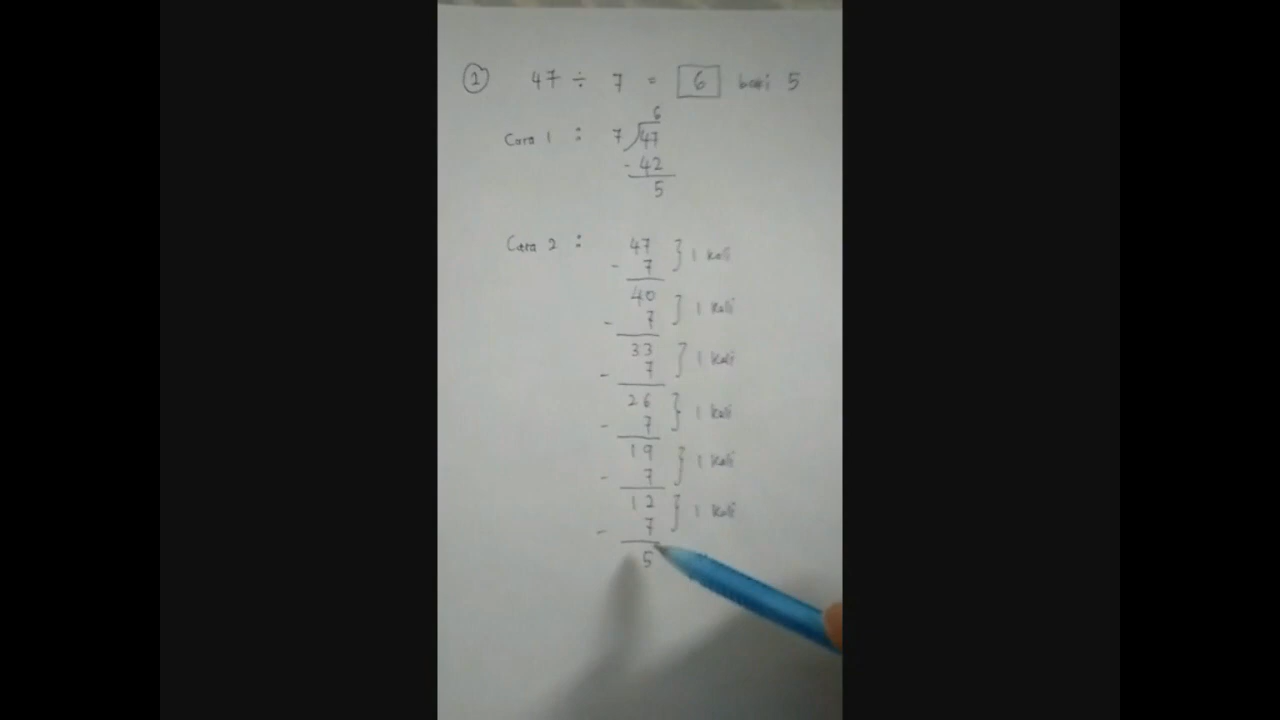 ① 47 ÷ 7 = 6 baki 5
6
Cara 1 : 7 47
- 42
5
Cara 2 : 47
- 7 } 1 kali
40
- 7 } 1 kali
33
- 7 } 1 kali
26
- 7 } 1 kali
19
- 7 } 1 kali
12
- 7 } 1 kali
5